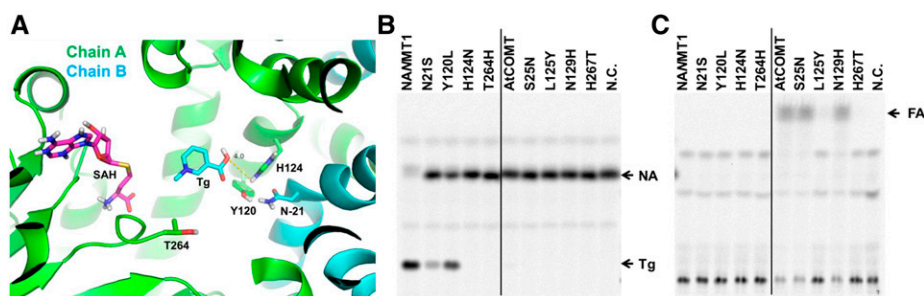 A
Chain A
Chain B
SAH
Tg
4.0
H124
Y120
N-21
T264
B
NANMT1
N21S
Y120L
H124N
T264H
AtCOMT
S25N
L125Y
N129H
H267T
N.C.
NA
Tg
C
NANMT1
N21S
Y120L
H124N
T264H
AtCOMT
S25N
L125Y
N129H
H267T
N.C.
FA